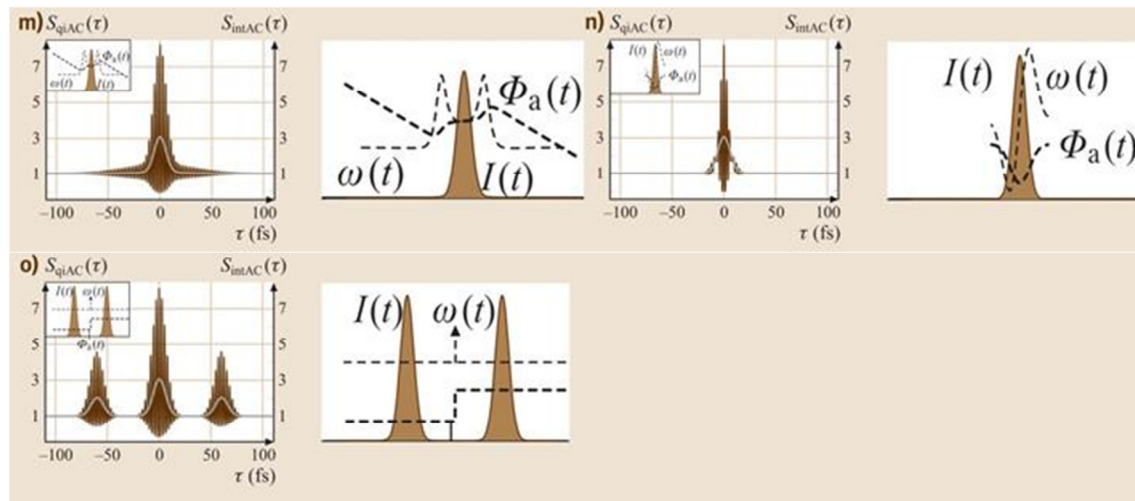 m) S_qiAC(τ) S_intAC(τ)
7 7
5 5
3 3
1 1
−100 −50 0 50 100
τ (fs)
ω(t) I(t) Φ_a(t)
Φ_a(t)
ω(t) I(t)
n) S_qiAC(τ) S_intAC(τ)
7 7
5 5
3 3
1 1
−100 −50 0 50 100
τ (fs)
I(t) ω(t)
Φ_a(t)
I(t) ω(t)
Φ_a(t)
o) S_qiAC(τ) S_intAC(τ)
7 7
5 5
3 3
1 1
−100 −50 0 50 100
τ (fs)
I(t) ω(t)
Φ_a(t)
I(t) ω(t)